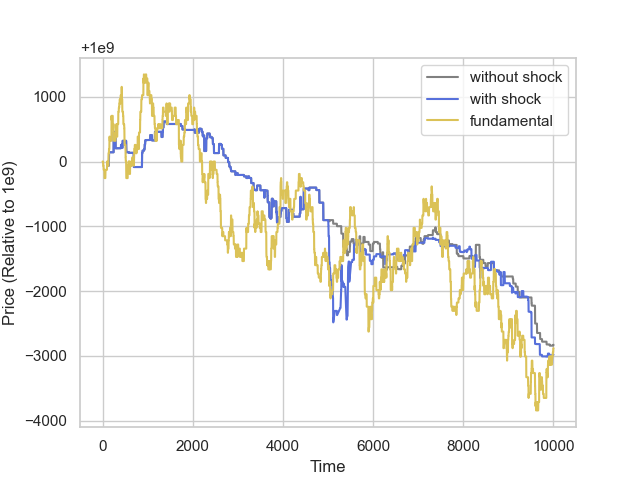 +1e9
without shock
with shock
fundamental
1000
0
−1000
−2000
−3000
−4000
Price (Relative to 1e9)
0
2000
4000
6000
8000
10000
Time